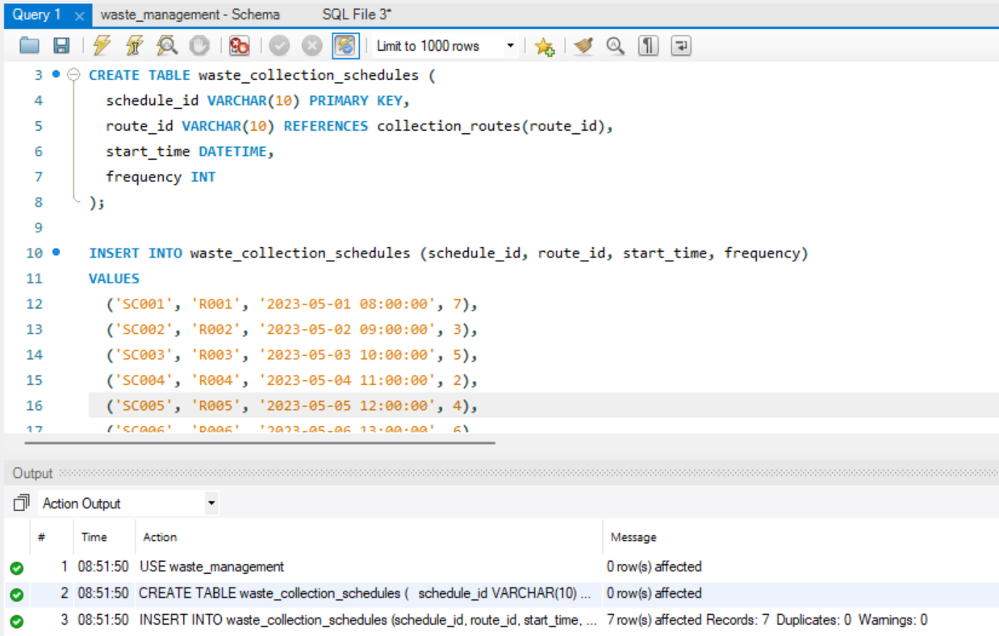 Query 1 × waste_management - Schema SQL File 3*
Limit to 1000 rows
3 CREATE TABLE waste_collection_schedules (
4 schedule_id VARCHAR(10) PRIMARY KEY,
5 route_id VARCHAR(10) REFERENCES collection_routes(route_id),
6 start_time DATETIME,
7 frequency INT
8 );
9
10 INSERT INTO waste_collection_schedules (schedule_id, route_id, start_time, frequency)
11 VALUES
12 ('SC001', 'R001', '2023-05-01 08:00:00', 7),
13 ('SC002', 'R002', '2023-05-02 09:00:00', 3),
14 ('SC003', 'R003', '2023-05-03 10:00:00', 5),
15 ('SC004', 'R004', '2023-05-04 11:00:00', 2),
16 ('SC005', 'R005', '2023-05-05 12:00:00', 4),
17 ('SC006', 'R006', '2023-05-06 13:00:00', 6)
Output
Action Output
# Time Action Message
1 08:51:50 USE waste_management 0 row(s) affected
2 08:51:50 CREATE TABLE waste_collection_schedules ( schedule_id VARCHAR(10) ... 0 row(s) affected
3 08:51:50 INSERT INTO waste_collection_schedules (schedule_id, route_id, start_time, ... 7 row(s) affected Records: 7 Duplicates: 0 Warnings: 0